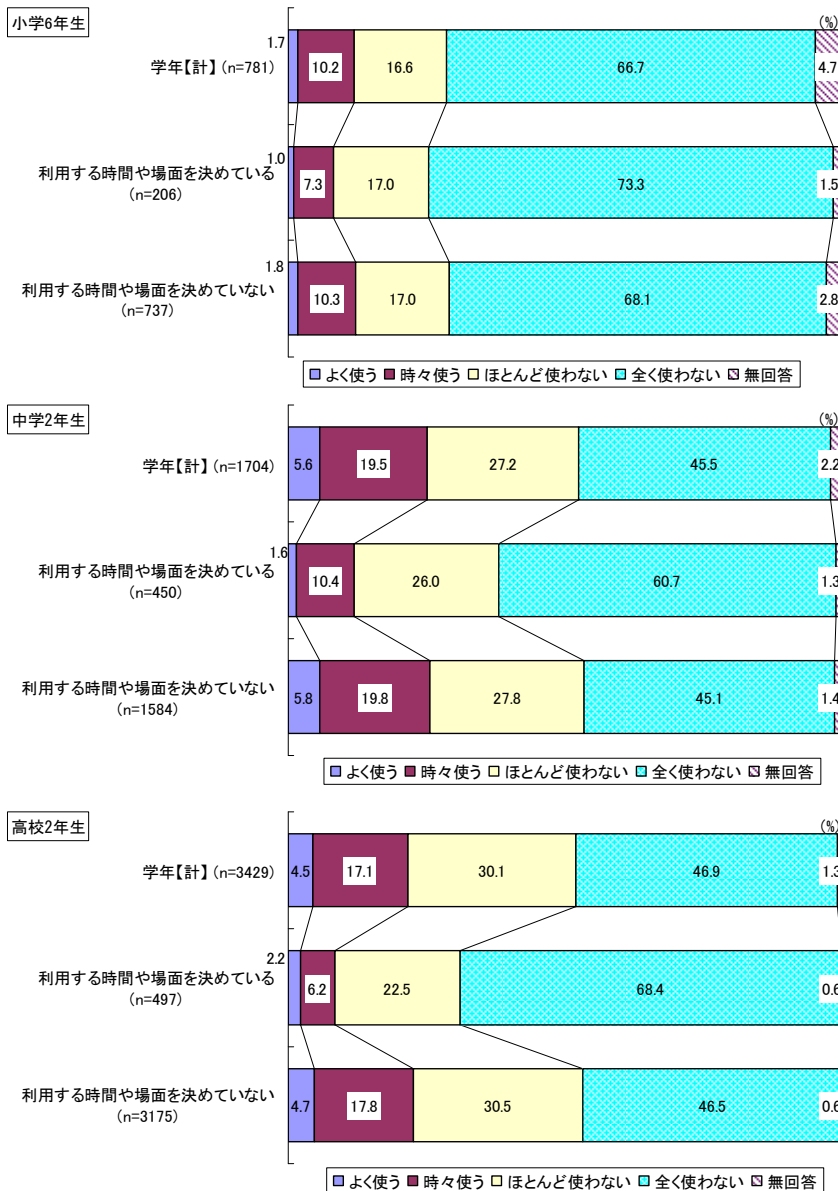 小学6年生
(%)
1.7
学年【計】 (n=781)
10.2 16.6 66.7 4.7
1.0
利用する時間や場面を決めている
(n=206)
7.3 17.0 73.3 1.5
1.8
利用する時間や場面を決めていない
(n=737)
10.3 17.0 68.1 2.8
よく使う 時々使う ほとんど使わない 全く使わない 無回答
中学2年生
(%)
学年【計】 (n=1704)
5.6 19.5 27.2 45.5 2.2
1.6
利用する時間や場面を決めている
(n=450)
10.4 26.0 60.7 1.3
利用する時間や場面を決めていない
(n=1584)
5.8 19.8 27.8 45.1 1.4
よく使う 時々使う ほとんど使わない 全く使わない 無回答
高校2年生
(%)
学年【計】 (n=3429)
4.5 17.1 30.1 46.9 1.3
2.2
利用する時間や場面を決めている
(n=497)
6.2 22.5 68.4 0.6
利用する時間や場面を決めていない
(n=3175)
4.7 17.8 30.5 46.5 0.6
よく使う 時々使う ほとんど使わない 全く使わない 無回答